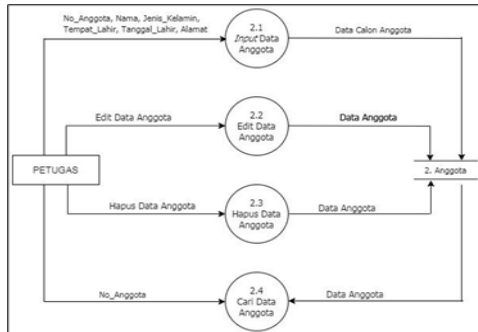 No_Anggota, Nama, Jenis_Kelamin,
Tempat_Lahir, Tanggal_Lahir, Alamat
2.1
Input Data
Anggota
Data Calon Anggota
Edit Data Anggota
2.2
Edit Data
Anggota
Data Anggota
PETUGAS
2. Anggota
Hapus Data Anggota
2.3
Hapus Data
Anggota
Data Anggota
No_Anggota
2.4
Cari Data
Anggota
Data Anggota